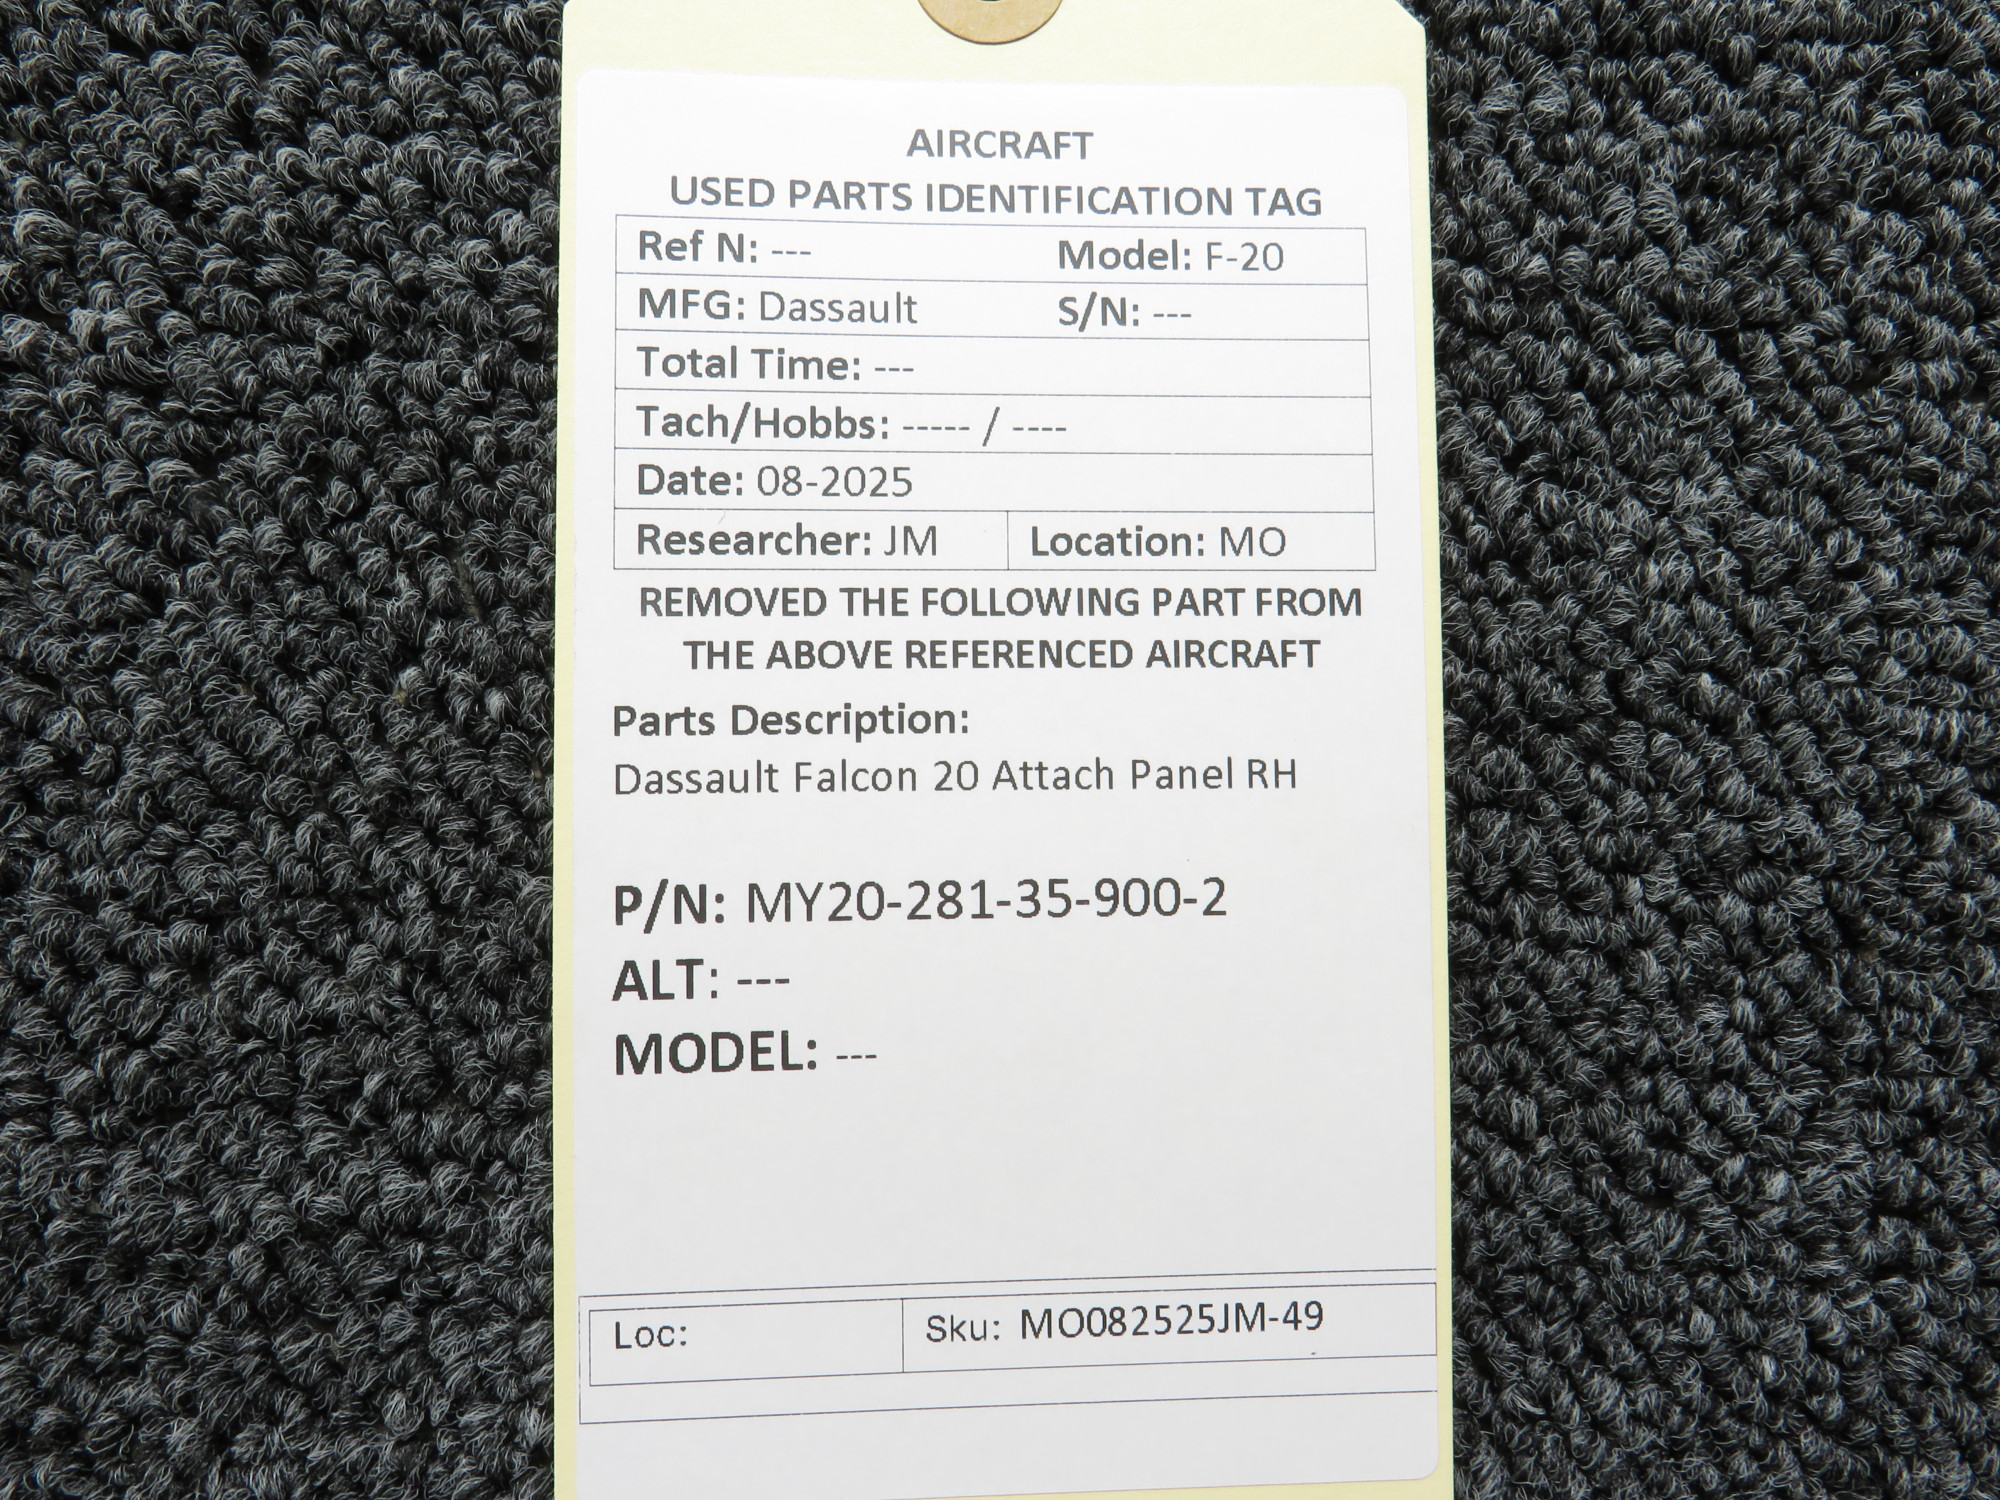 AIRCRAFT
USED PARTS IDENTIFICATION TAG
Ref N: --- Model: F-20
MFG: Dassault S/N: ---
Total Time: ---
Tach/Hobbs: ----- / ----
Date: 08-2025
Researcher: JM Location: MO
REMOVED THE FOLLOWING PART FROM
THE ABOVE REFERENCED AIRCRAFT
Parts Description:
Dassault Falcon 20 Attach Panel RH
P/N: MY20-281-35-900-2
ALT: ---
MODEL: ---
Loc: Sku: MO082525JM-49